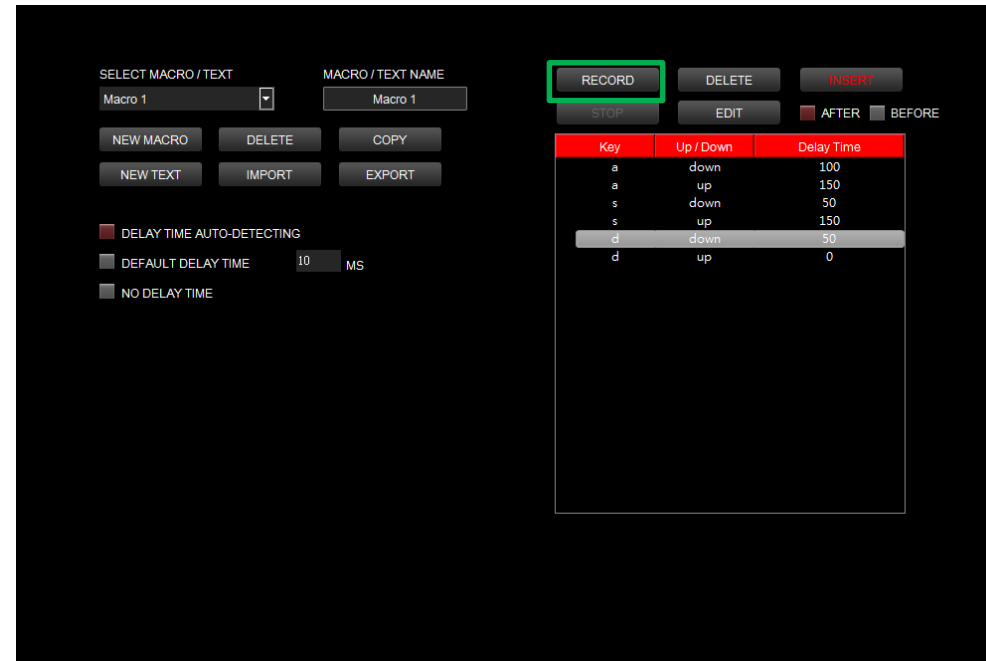 SELECT MACRO / TEXT
MACRO / TEXT NAME
Macro 1
Macro 1
NEW MACRO
DELETE
COPY
NEW TEXT
IMPORT
EXPORT
DELAY TIME AUTO-DETECTING
DEFAULT DELAY TIME 10 MS
NO DELAY TIME
RECORD
DELETE
INSERT
STOP
EDIT
AFTER
BEFORE
Key Up / Down Delay Time
a down 100
a up 150
s down 50
s up 150
d down 50
d up 0